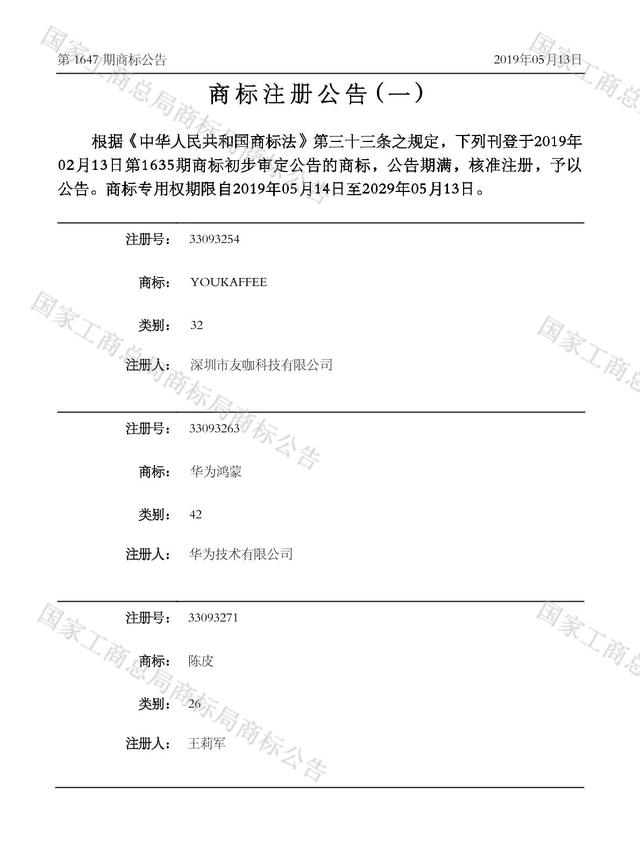 第 1647 期商标公告 2019年05月13日
商标注册公告(一)
根据《中华人民共和国商标法》第三十三条之规定，下列刊登于2019年
02月13日第1635期商标初步审定公告的商标，公告期满，核准注册，予以
公告。商标专用权期限自2019年05月14日至2029年05月13日。
注册号： 33093254
商标： YOUKAFFEE
类别： 32
注册人： 深圳市友咖科技有限公司
注册号： 33093263
商标： 华为鸿蒙
类别： 42
注册人： 华为技术有限公司
注册号： 33093271
商标： 陈皮
类别： 26
注册人： 王莉军
国家工商总局商标局商标公告
国家工商总局商标局商标公告
国家工商总局商标局商标公告
国家工商总局商
国家工商总局
国家工商总局